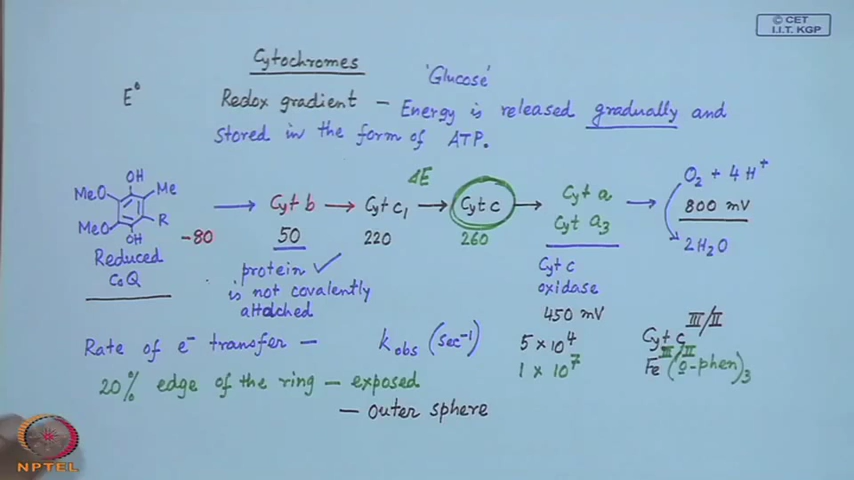 © CET
I.I.T. KGP
Cytochromes
'Glucose'
E°
Redox gradient – Energy is released gradually and
stored in the form of ATP.
OH
MeO
Me
MeO
R
OH
Reduced
CoQ
-80
Cyt b
50
Cyt c₁
220
ΔE
Cyt c
260
Cyt a
Cyt a₃
Cyt c
oxidase
450 mV
O₂ + 4H⁺
800 mV
2H₂O
protein ✓
is not covalently
attached
Rate of e⁻ transfer – k obs (sec⁻¹) 5 × 10⁴ Cyt c III/II
20% edge of the ring – exposed 1 × 10⁷ Fe III/II (o-phen)₃
– outer sphere
NPTEL